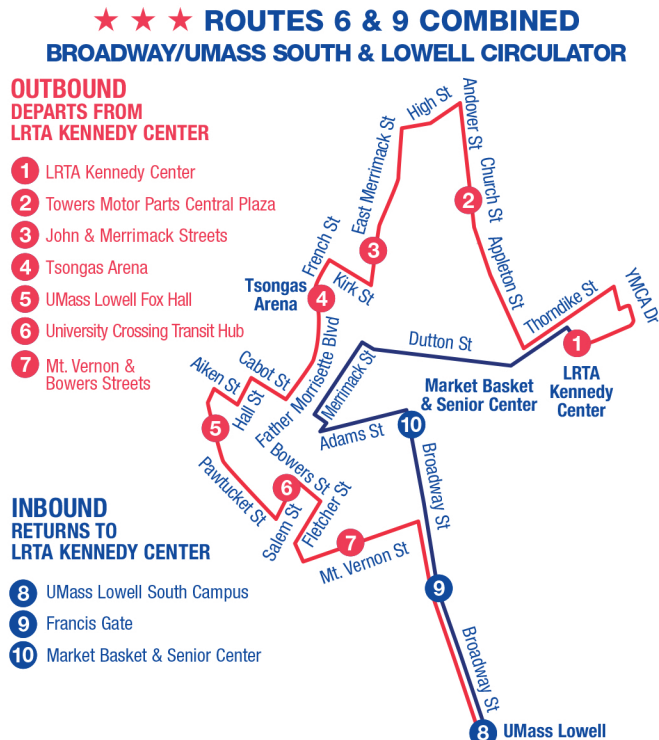 ROUTES 6 & 9 COMBINED
BROADWAY/UMASS SOUTH & LOWELL CIRCULATOR
OUTBOUND
DEPARTS FROM
LRTA KENNEDY CENTER
1 LRTA Kennedy Center
2 Towers Motor Parts Central Plaza
3 John & Merrimack Streets
4 Tsongas Arena
5 UMass Lowell Fox Hall
6 University Crossing Transit Hub
7 Mt. Vernon &
Bowers Streets
INBOUND
RETURNS TO
LRTA KENNEDY CENTER
8 UMass Lowell South Campus
9 Francis Gate
10 Market Basket & Senior Center
High St
Andover St
East Merrimack St
2
Church St
3
French St
Kirk St
Appleton St
Tsongas
Arena
4
Thorndike St
YMCA Dr
1
LRTA
Kennedy
Center
Dutton St
Market Basket
& Senior Center
Father Morrisette Blvd
Merrimack St
Cabot St
Aiken St
Hall St
5
Adams St
10
Broadway St
Bowers St
6
Pawtucket St
Salem St
Fletcher St
7
Mt. Vernon St
9
Broadway St
8
UMass Lowell